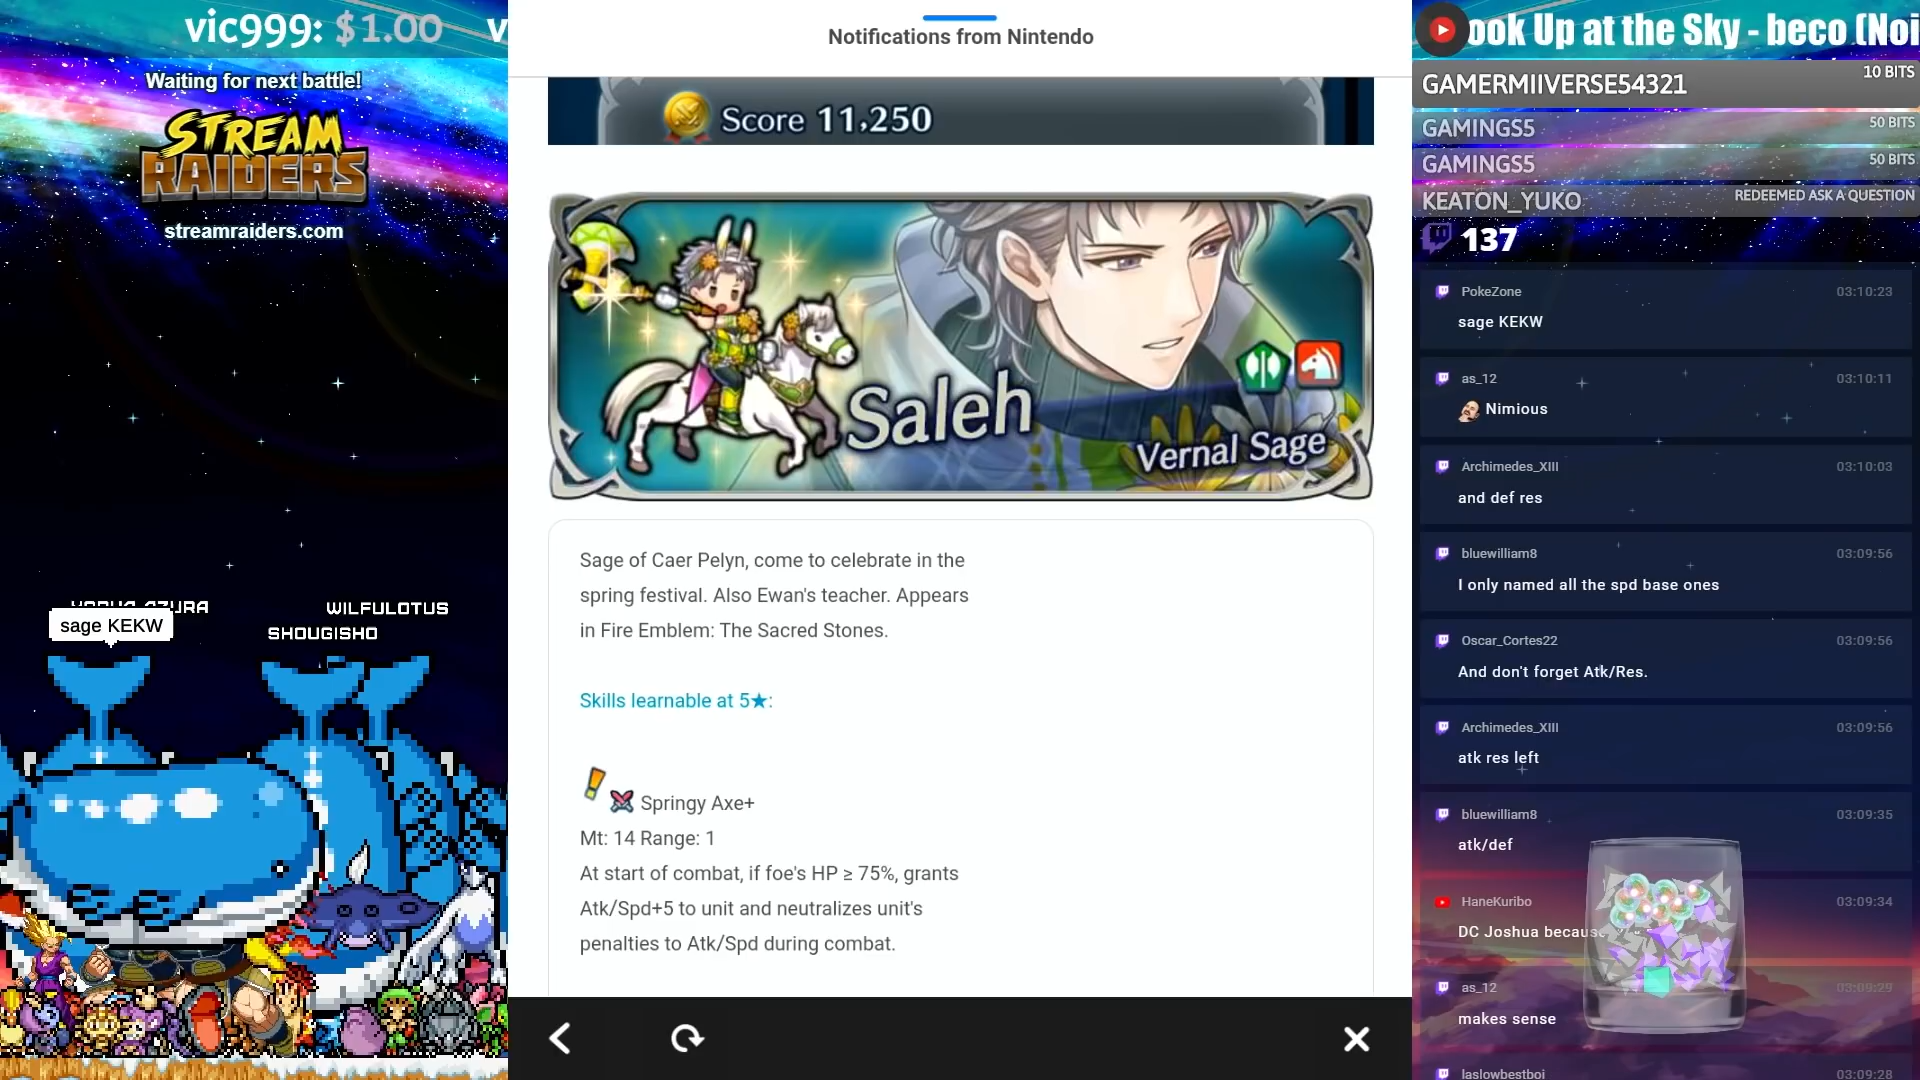 vic999: $1.00
Waiting for next battle!
STREAM
RAIDERS
streamraiders.com
WILFULOTUS
SHOUGISHO
sage KEKW
Notifications from Nintendo
Score 11,250
Saleh
Vernal Sage
Sage of Caer Pelyn, come to celebrate in the
spring festival. Also Ewan's teacher. Appears
in Fire Emblem: The Sacred Stones.
Skills learnable at 5★:
Springy Axe+
Mt: 14 Range: 1
At start of combat, if foe's HP ≥ 75%, grants
Atk/Spd+5 to unit and neutralizes unit's
penalties to Atk/Spd during combat.
ook Up at the Sky - beco (Noi
GAMERMIIVERSE54321 10 BITS
GAMINGS5 50 BITS
GAMINGS5 50 BITS
KEATON_YUKO REDEEMED ASK A QUESTION
137
PokeZone 03:10:23
sage KEKW
as_12 03:10:11
Nimious
Archimedes_XIII 03:10:03
and def res
bluewilliam8 03:09:56
I only named all the spd base ones
Oscar_Cortes22 03:09:56
And don't forget Atk/Res.
Archimedes_XIII 03:09:56
atk res left
bluewilliam8 03:09:35
atk/def
HaneKuribo 03:09:34
DC Joshua because
as_12 03:09:29
makes sense
laslowbestboi 03:09:28